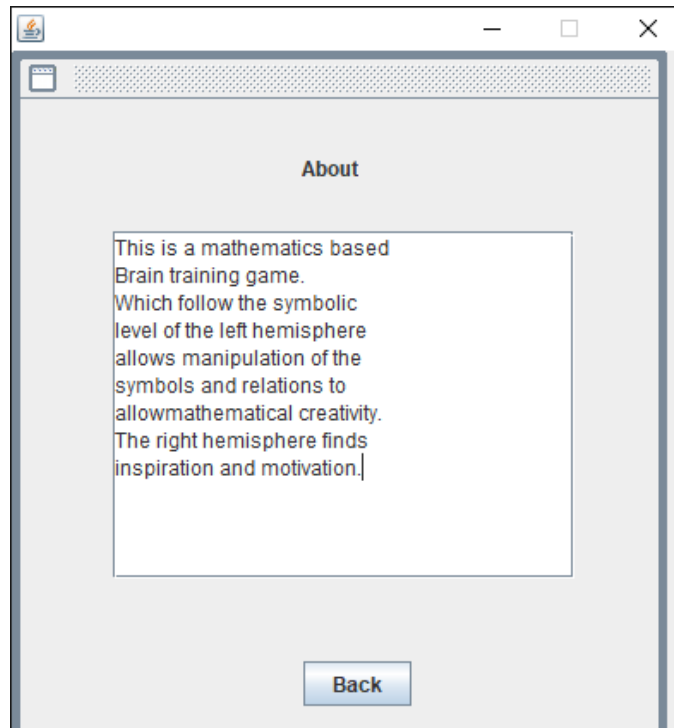 About
This is a mathematics based
Brain training game.
Which follow the symbolic
level of the left hemisphere
allows manipulation of the
symbols and relations to
allowmathematical creativity.
The right hemisphere finds
inspiration and motivation.
Back